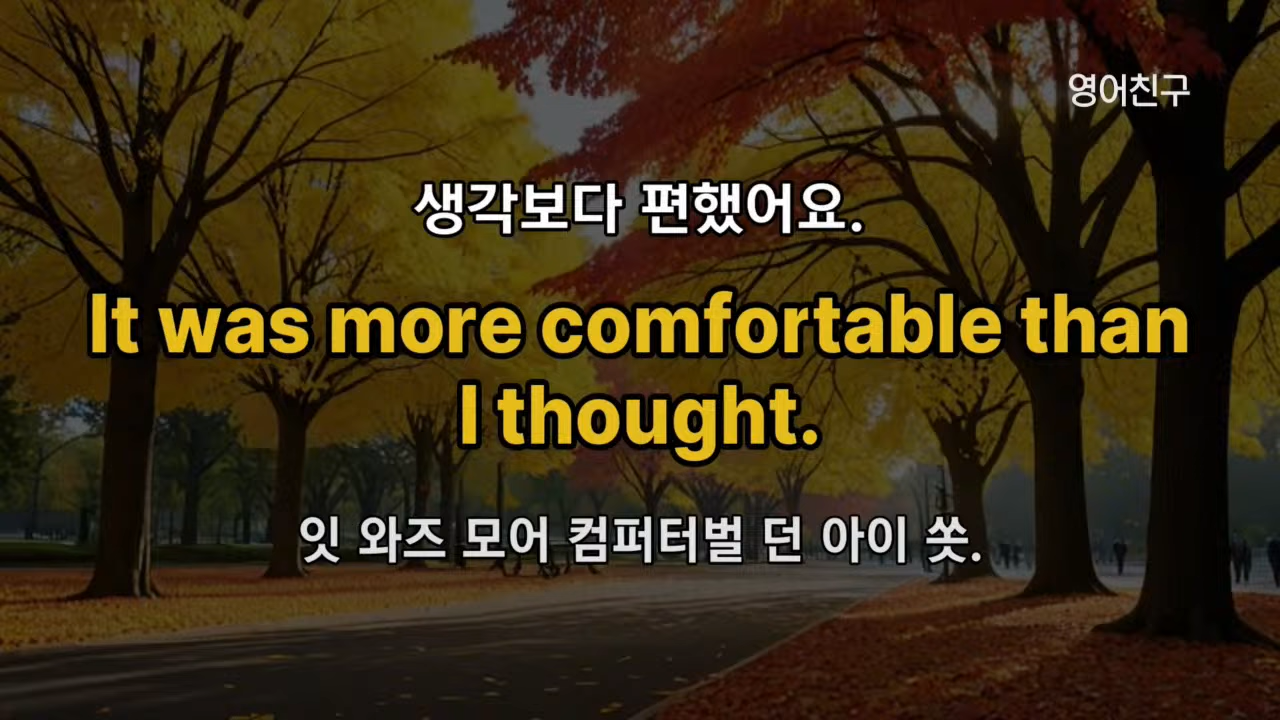 영어친구
생각보다 편했어요.
It was more comfortable than
I thought.
잇 와즈 모어 컴퍼터벌 던 아이 쏫.